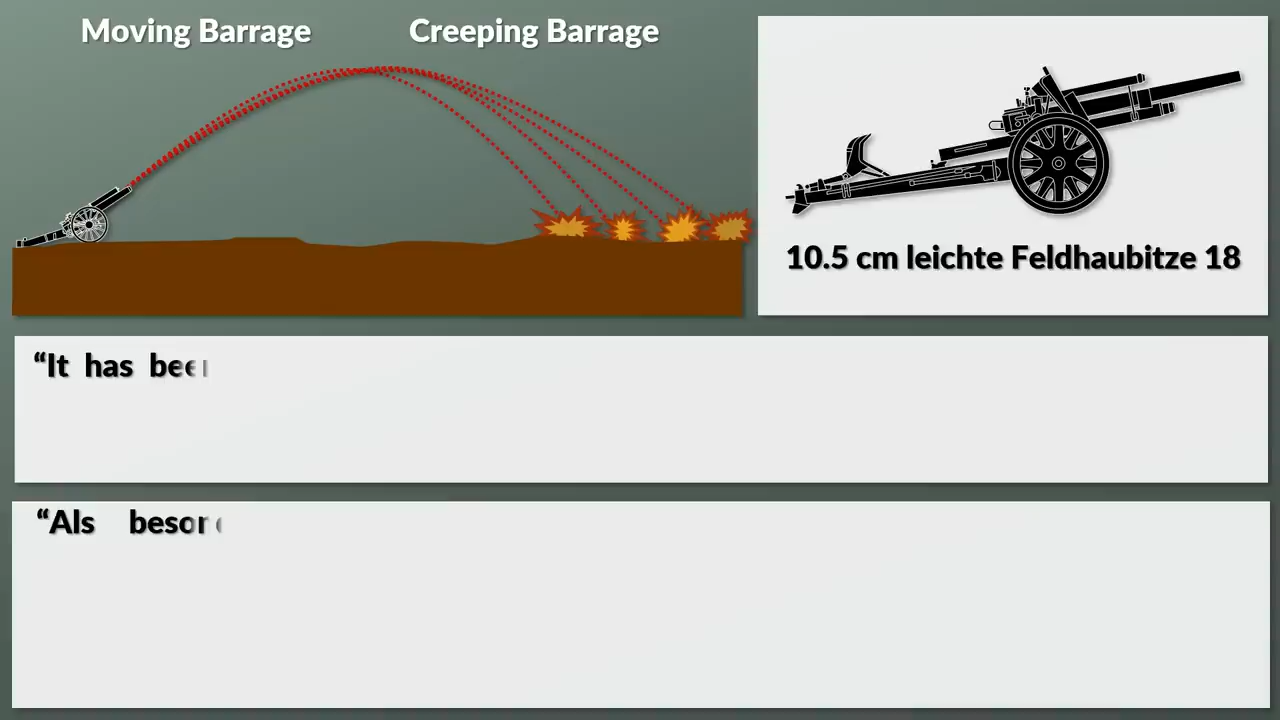 Moving Barrage
Creeping Barrage
10.5 cm leichte Feldhaubitze 18
“It has
“Als